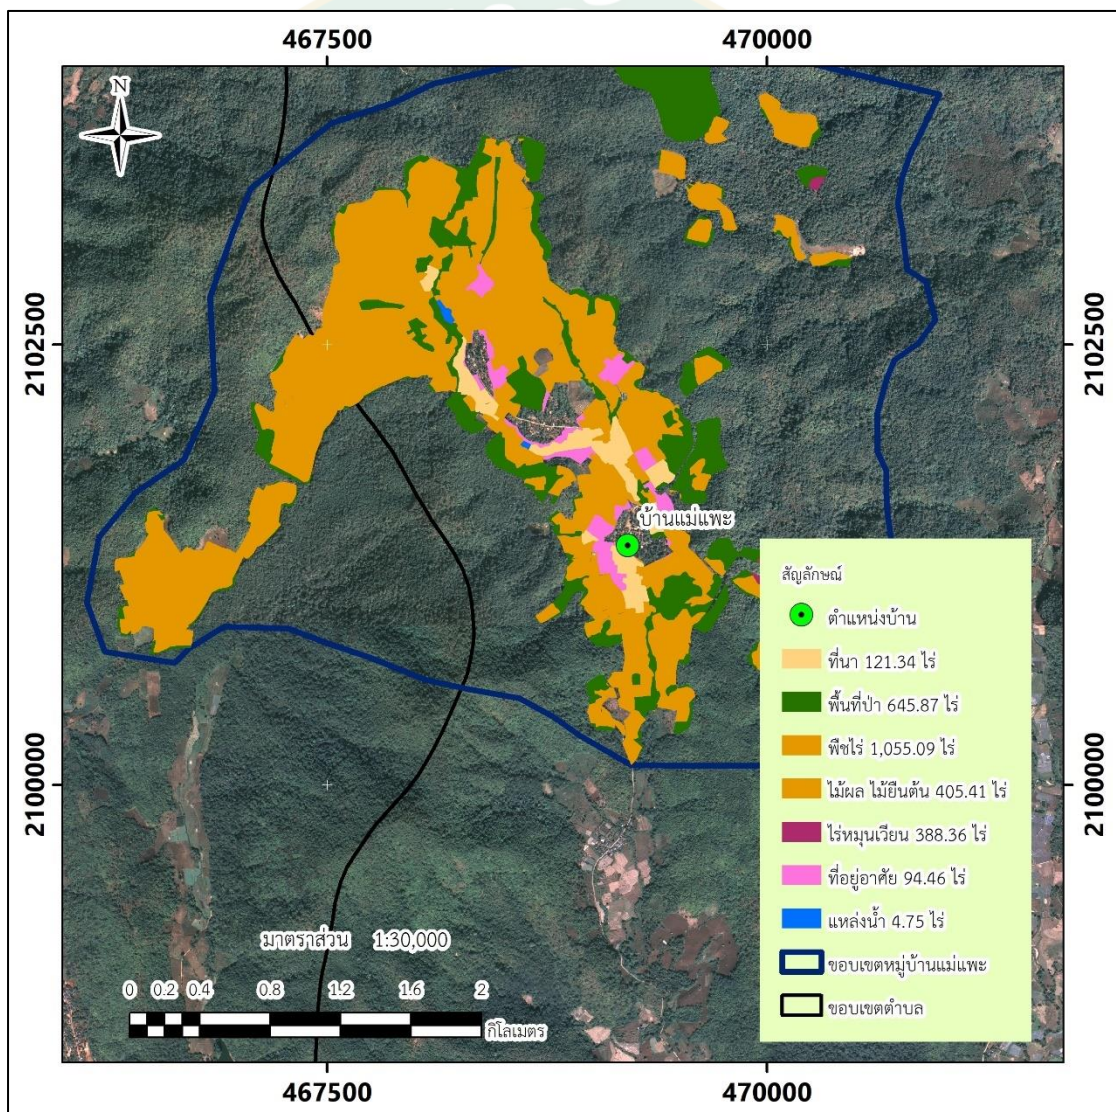 467500
470000
N
2102500
2102500
บ้านแม่แพะ
สัญลักษณ์
ตำแหน่งบ้าน
ที่นา 121.34 ไร่
พื้นที่ป่า 645.87 ไร่
พืชไร่ 1,055.09 ไร่
ไม้ผล ไม้ยืนต้น 405.41 ไร่
ไร่หมุนเวียน 388.36 ไร่
ที่อยู่อาศัย 94.46 ไร่
แหล่งน้ำ 4.75 ไร่
ขอบเขตหมู่บ้านแม่แพะ
ขอบเขตตำบล
2100000
2100000
มาตราส่วน 1:30,000
0 0.2 0.4 0.8 1.2 1.6 2
กิโลเมตร
467500
470000